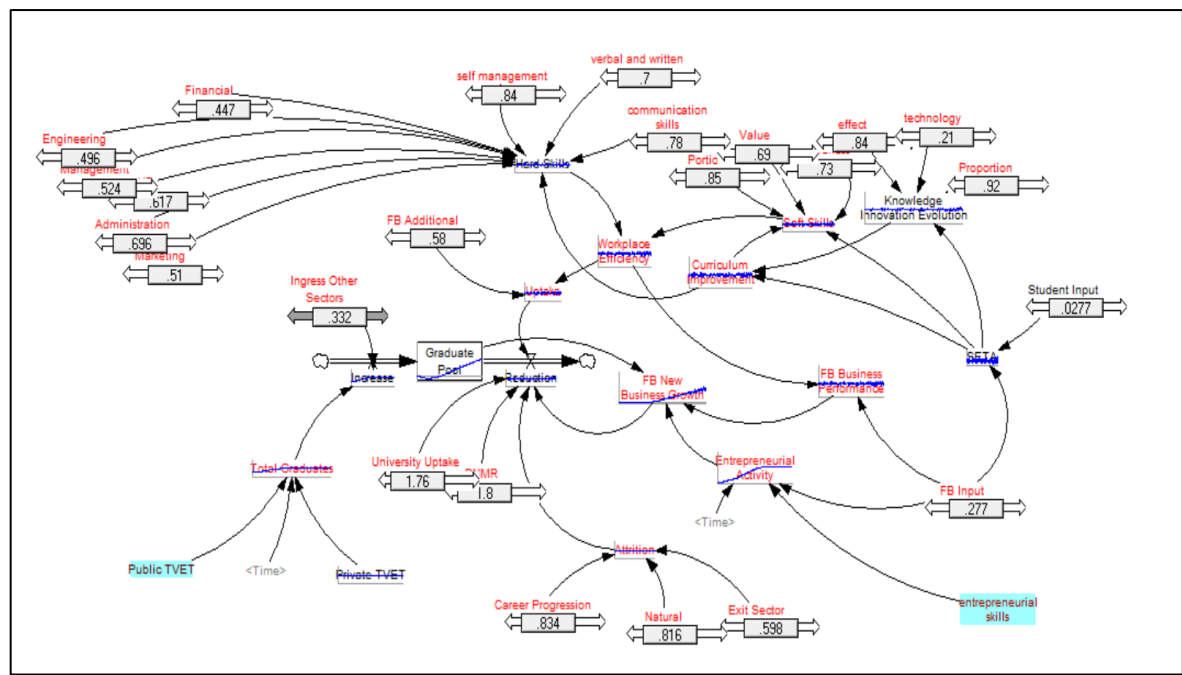 Financial
.447
Engineering
.496
Management
.524
.617
Administration
.696
Marketing
.51
self management
.84
verbal and written
.7
communication
skills
.78
Value
.69
effect
.84
technology
.21
.73
Portic
.85
Proportion
.92
Hard Skills
Knowledge
Innovation Evolution
Soft Skills
FB Additional
.58
Workplace
Efficiency
Curriculum
Improvement
Ingress Other
Sectors
.332
Uptake
Student Input
.0277
Graduate
Pool
SETA
Increase
Reduction
FB New
Business Growth
FB Business
Performance
Total Graduates
University Uptake
1.76
1.8
Entrepreneurial
Activity
FB Input
.277
<Time>
Public TVET
<Time>
Private TVET
Attrition
Career Progression
.834
Natural
.816
Exit Sector
.598
entrepreneurial
skills